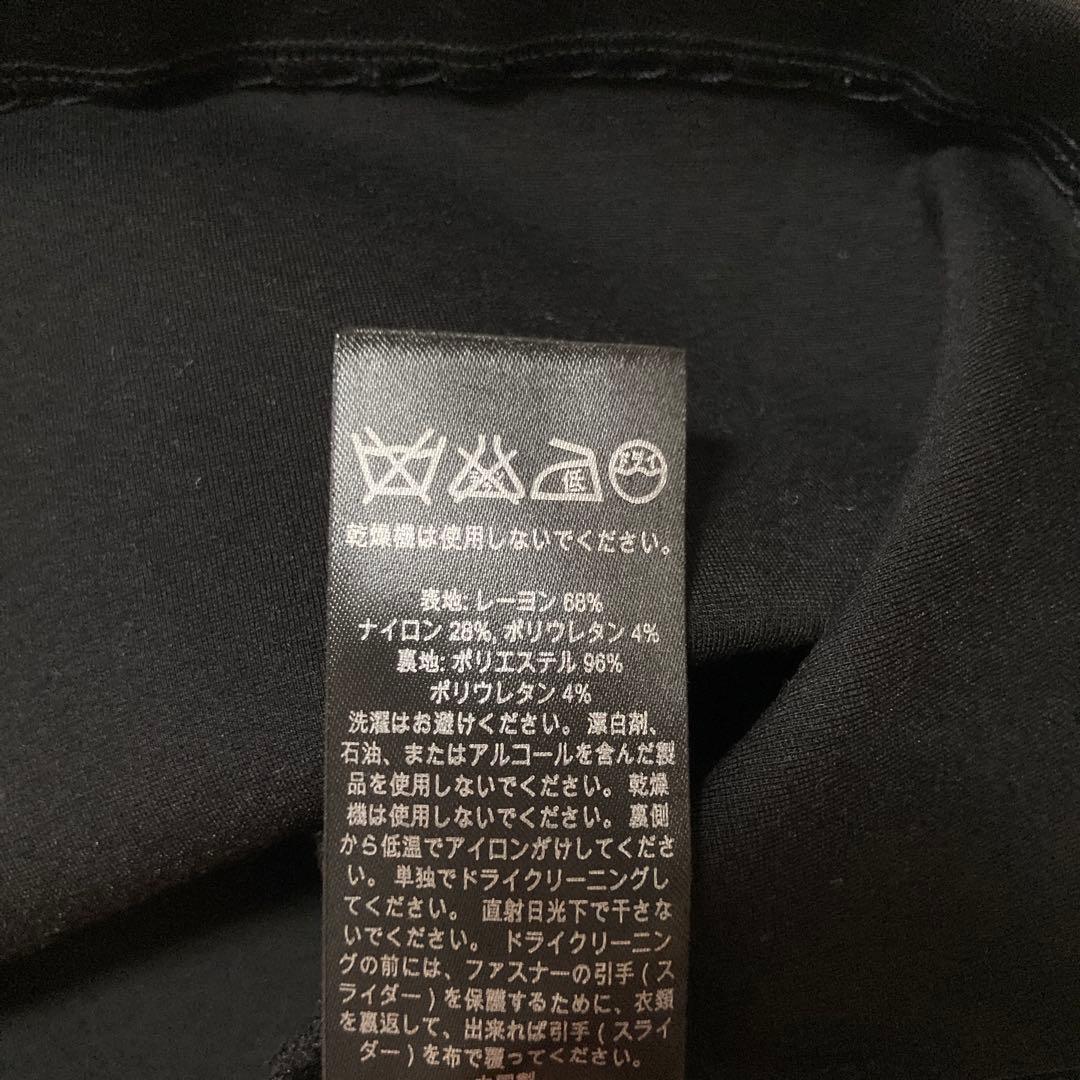 低 ドライ
乾燥機は使用しないでください。
表地: レーヨン 68%
ナイロン 28%, ポリウレタン 4%
裏地: ポリエステル 96%
ポリウレタン 4%
洗濯はお避けください。 漂白剤、
石油、またはアルコールを含んだ製
品を使用しないでください。 乾燥
機は使用しないでください。 裏側
から低温でアイロンがけしてくださ
い。 単独でドライクリーニングし
てください。 直射日光下で干さな
いでください。 ドライクリーニン
グの前には、ファスナーの引手 ( ス
ライダー ) を保護するために、衣類
を裏返して、出来れば引手 ( スライ
ダー ) を布で覆ってください。